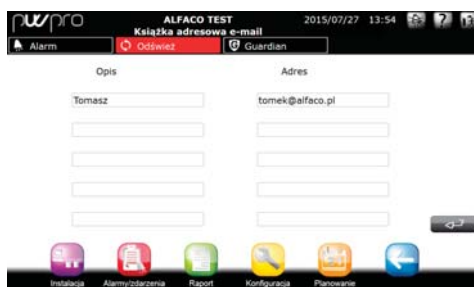 pwpro ALFACO TEST 2015/07/27 13:54 ?
Książka adresowa e-mail
Alarm Odśwież Guardian
Opis Adres
Tomasz tomek@alfaco.pl
Instalacja Alarmy/zdarzenia Raport Konfiguracja Planowanie